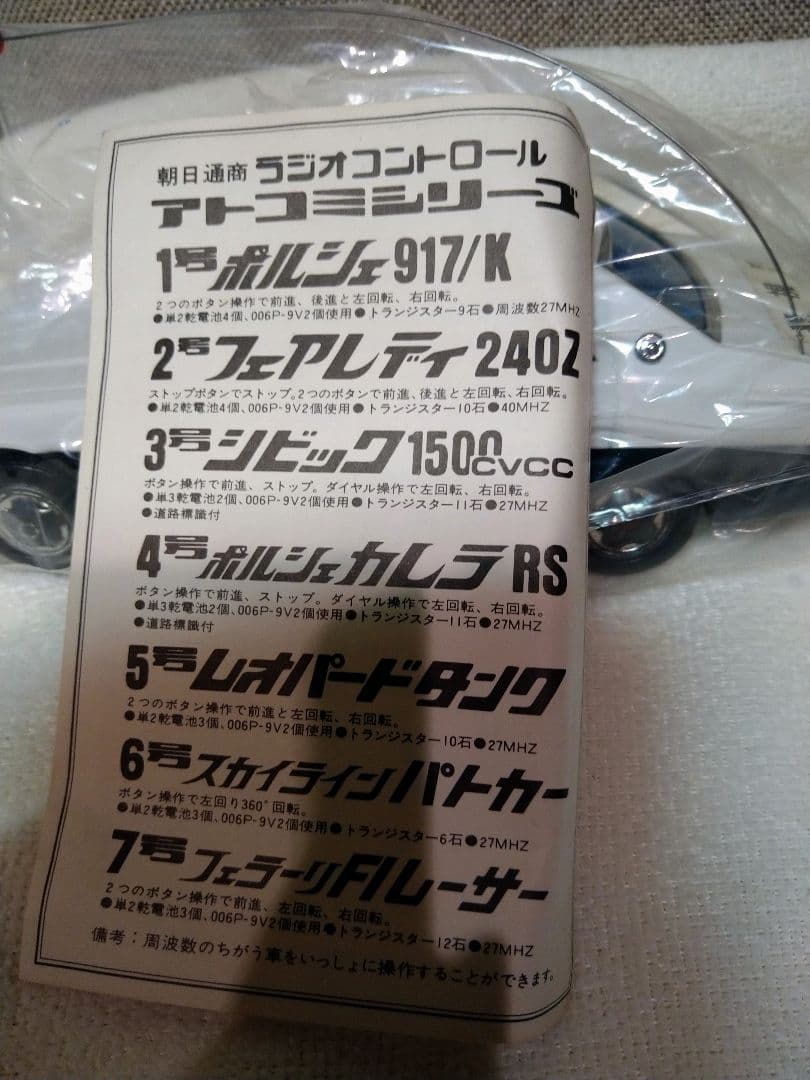 朝日通商 ラジオコントロール
アトコミシリーズ
1号ポルシェ917/K
2つのボタン操作で前進、後進と左回転、右回転。
●単2乾電池4個、006P-9V2個使用●トランジスター9石●周波数27MHZ
2号フェアレディ240Z
ストップボタンでストップ。2つのボタンで前進、後進と左回転、右回転。
●単2乾電池4個、006P-9V2個使用●トランジスター10石●40MHZ
3号シビック1500CVCC
ボタン操作で前進、ストップ。ダイヤル操作で左回転、右回転。
●単3乾電池2個、006P-9V2個使用●トランジスター11石●27MHZ
●道路標識付
4号ポルシェカレラRS
ボタン操作で前進、ストップ。ダイヤル操作で左回転、右回転。
●単3乾電池2個、006P-9V2個使用●トランジスター11石●27MHZ
●道路標識付
5号レオパードタンク
2つのボタン操作で前進と左回転、右回転。
●単2乾電池3個、006P-9V2個使用●トランジスター10石●27MHZ
6号スカイラインパトカー
ボタン操作で左回り360°回転。
●単2乾電池3個、006P-9V2個使用●トランジスター6石●27MHZ
7号フェラーリF1レーサー
2つのボタン操作で前進、左回転、右回転。
●単2乾電池3個、006P-9V2個使用●トランジスター12石●27MHZ
備考；周波数のちがう車をいっしょに操作することができます。